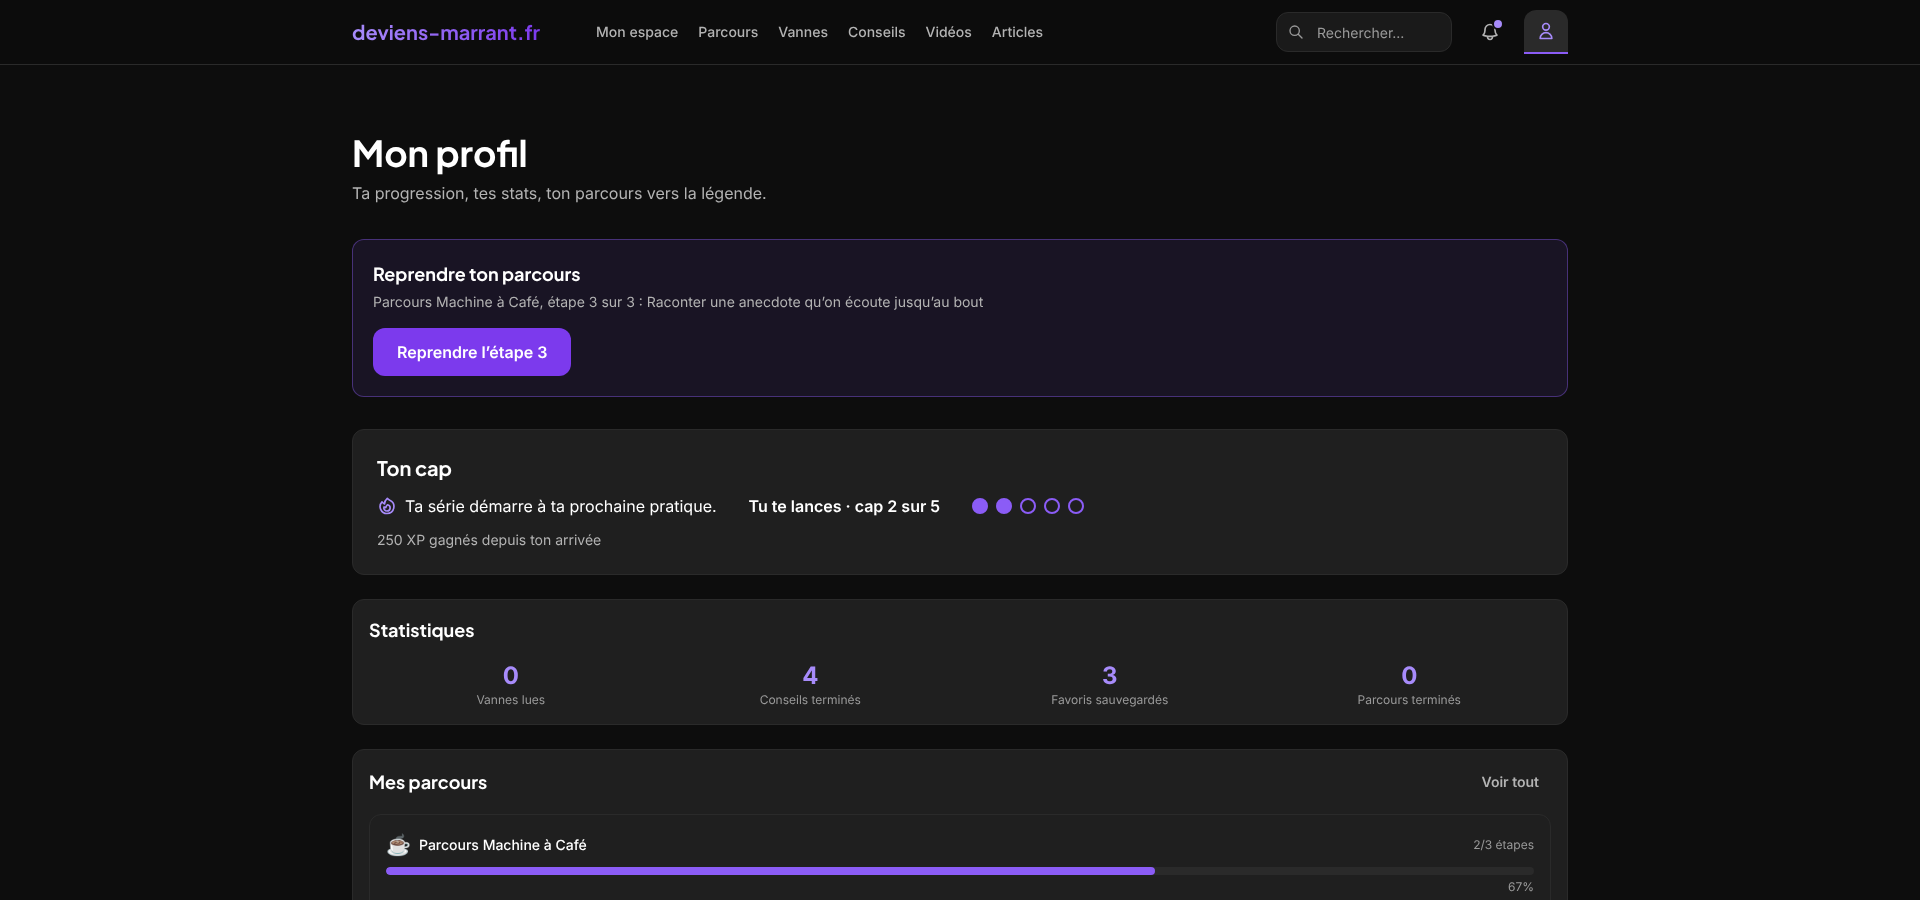 deviens-marrant.fr
Mon espace
Parcours
Vannes
Conseils
Vidéos
Articles
Rechercher...
Mon profil
Ta progression, tes stats, ton parcours vers la légende.
Reprendre ton parcours
Parcours Machine à Café, étape 3 sur 3 : Raconter une anecdote qu’on écoute jusqu’au bout
Reprendre l’étape 3
Ton cap
Ta série démarre à ta prochaine pratique.
Tu te lances · cap 2 sur 5
250 XP gagnés depuis ton arrivée
Statistiques
0
Vannes lues
4
Conseils terminés
3
Favoris sauvegardés
0
Parcours terminés
Mes parcours
Voir tout
Parcours Machine à Café
2/3 étapes
67%